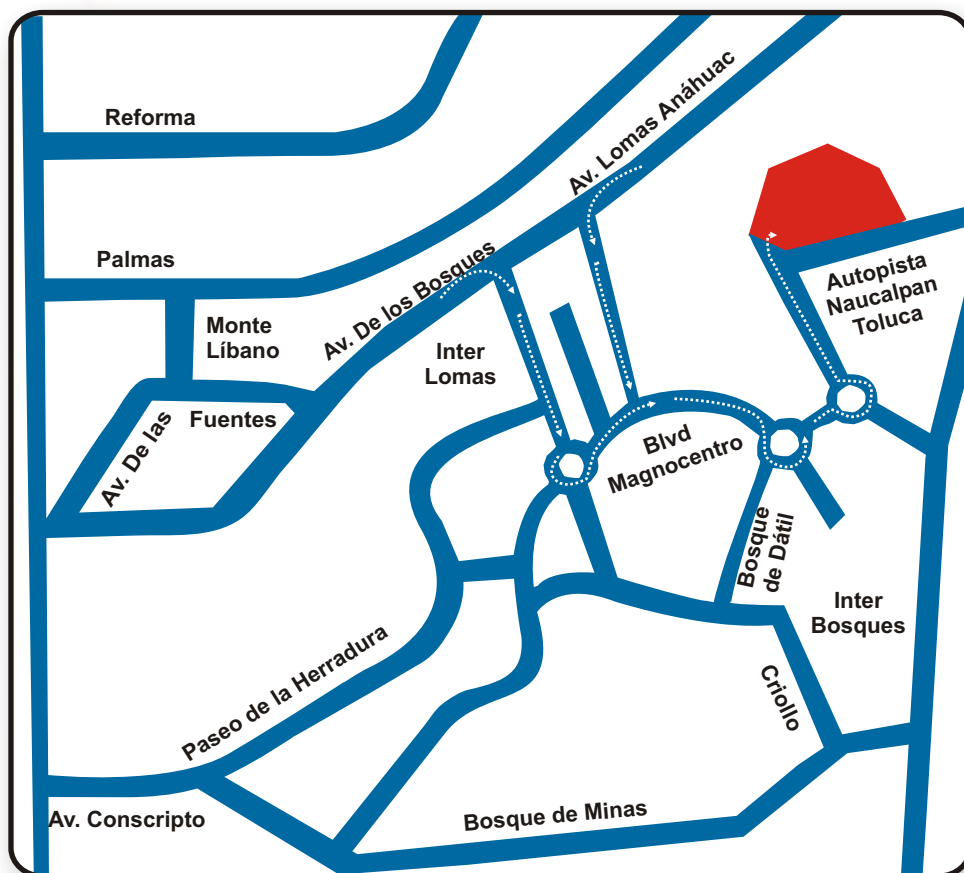 Reforma
Av. Lomas Anáhuac
Palmas
Av. De los Bosques
Autopista
Naucalpan
Toluca
Monte
Líbano
Inter
Lomas
Fuentes
Av. De las
Blvd
Magnocentro
Bosque
de Dátil
Inter
Bosques
Paseo de la Herradura
Criollo
Av. Conscripto
Bosque de Minas